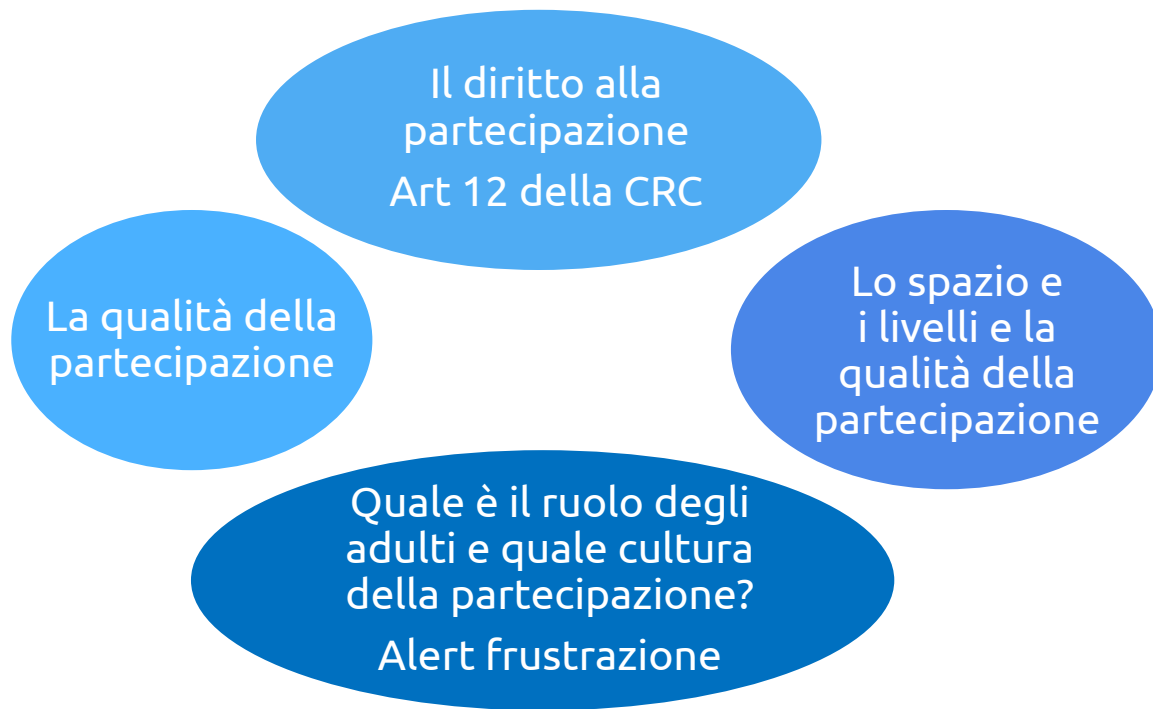 Il diritto alla
partecipazione
Art 12 della CRC
La qualità della
partecipazione
Lo spazio e
i livelli e la
qualità della
partecipazione
Quale è il ruolo degli
adulti e quale cultura
della partecipazione?
Alert frustrazione